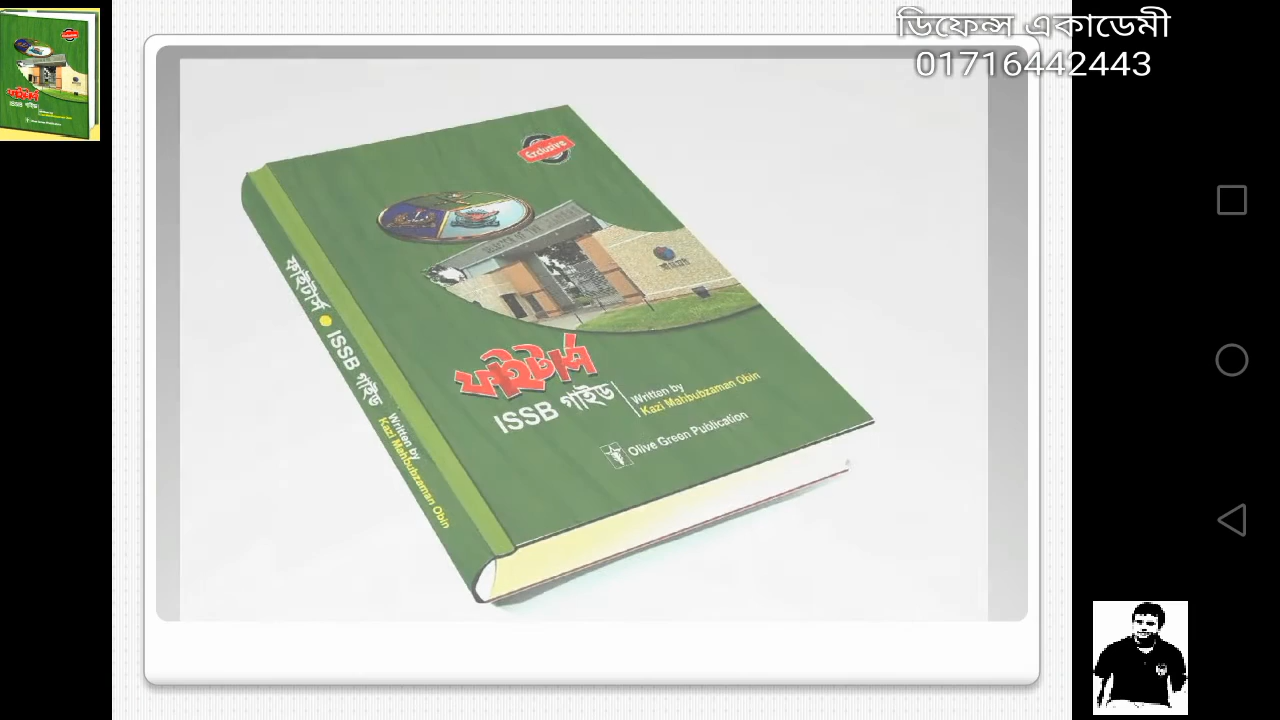 ডিফেন্স একাডেমী
01716442443
Exclusive
ফাইটার্স
ISSB গাইড
Written by
Kazi Mahbubzaman Obin
Olive Green Publication
ফাইটার্স ISSB গাইড
Written by
Kazi Mahbubzaman Obin